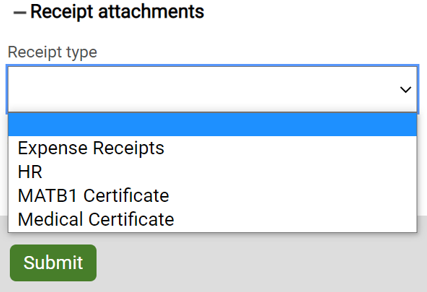 Receipt attachments
Receipt type
Expense Receipts
HR
MATB1 Certificate
Medical Certificate
Submit